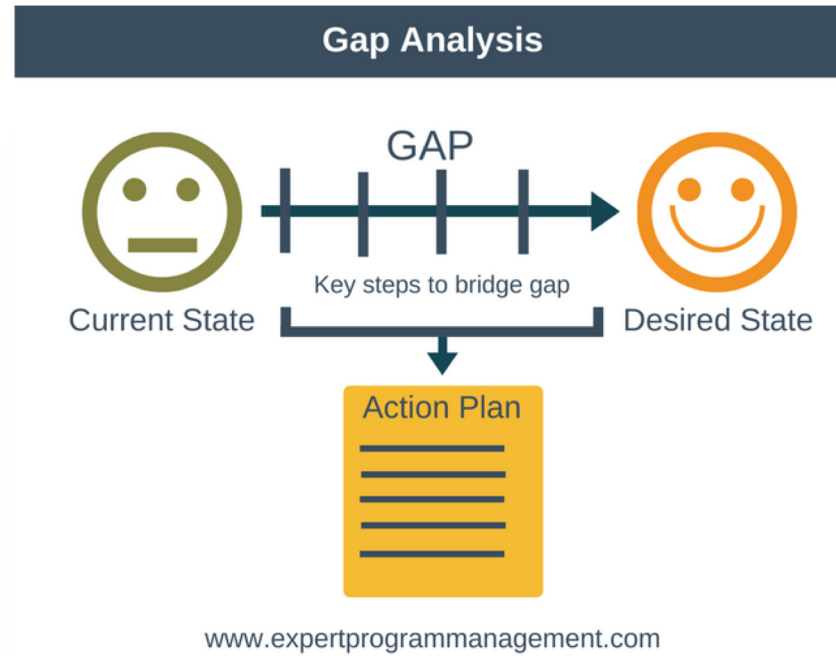 Gap Analysis
GAP
Key steps to bridge gap
Current State
Desired State
Action Plan
www.expertprogrammanagement.com